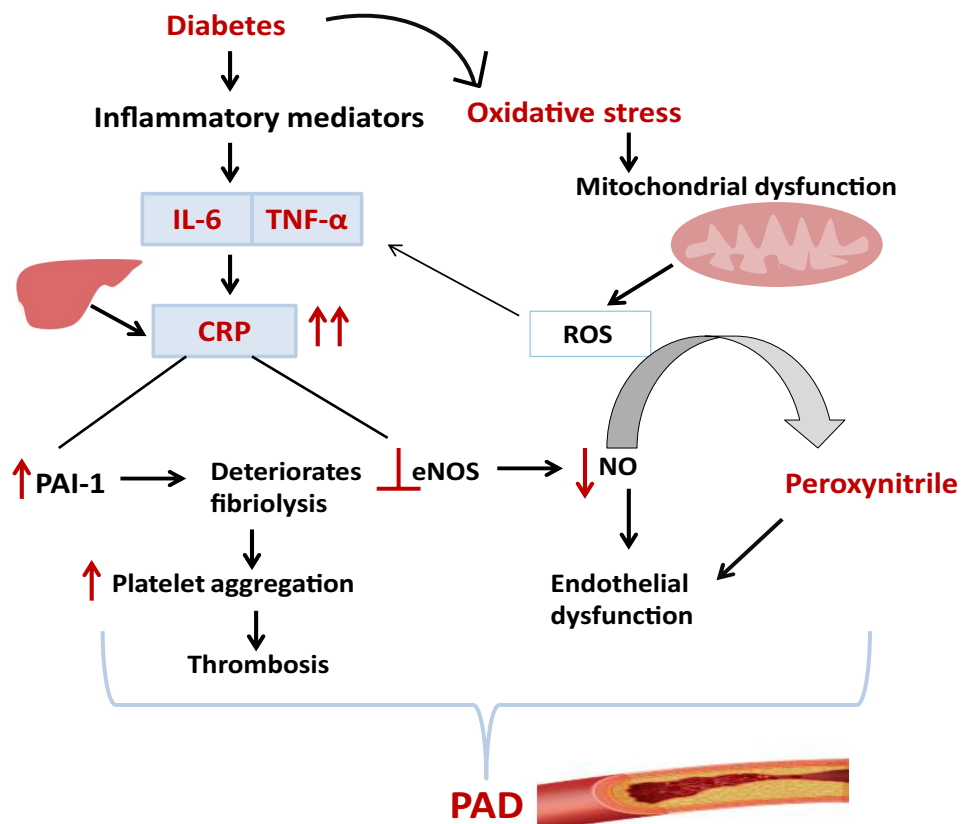 Diabetes
Inflammatory mediators
Oxidative stress
Mitochondrial dysfunction
IL-6
TNF-α
CRP
ROS
PAI-1
Deteriorates
fibriolysis
eNOS
NO
Peroxynitrile
Platelet aggregation
Endothelial
dysfunction
Thrombosis
PAD